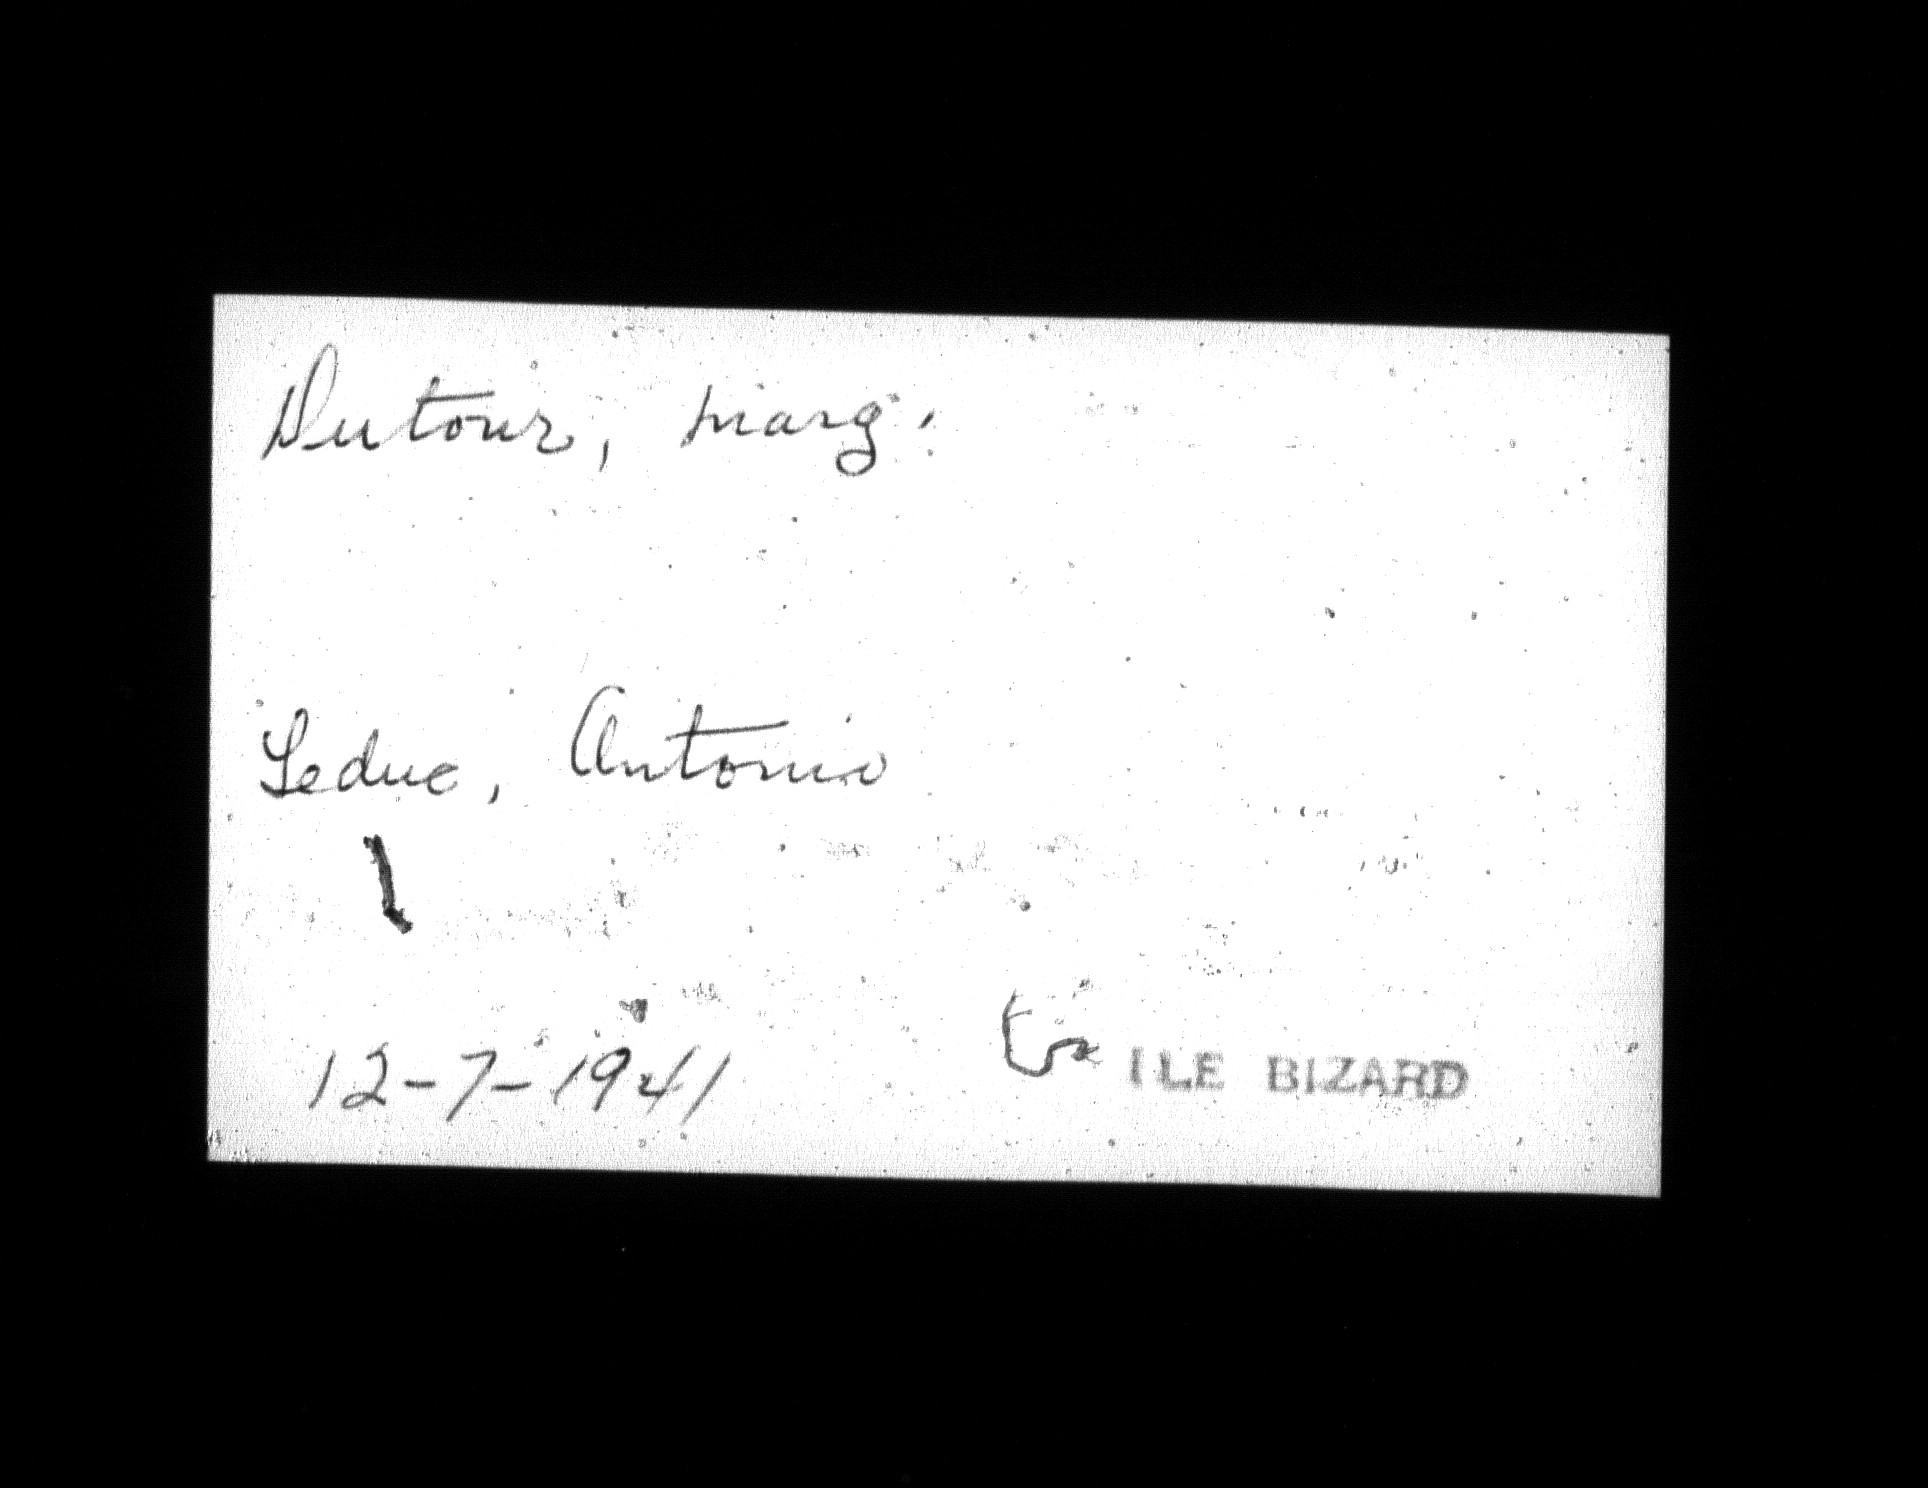 Dutour, Marg.
Leduc, Antonio
12-7-1941
ILE BIZARD